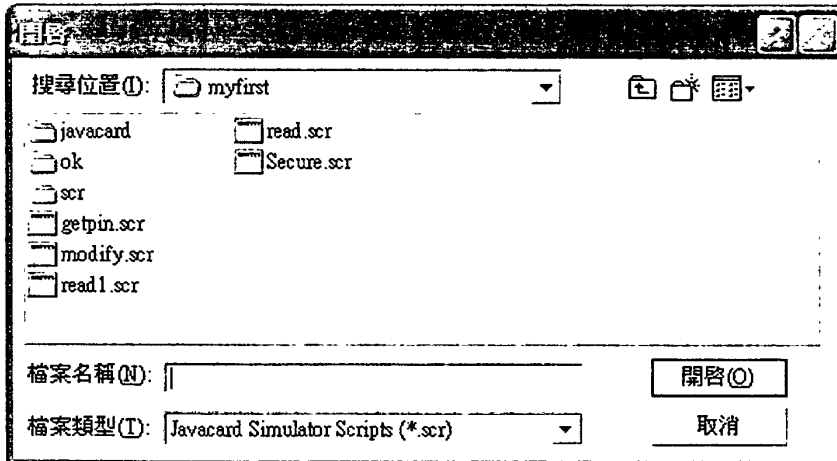 開啓
搜尋位置(I): myfirst
javacard
ok
scr
getpin.scr
modify.scr
read1.scr
read.scr
Secure.scr
檔案名稱(N):
開啓(O)
檔案類型(T): Javacard Simulator Scripts (*.scr)
取消